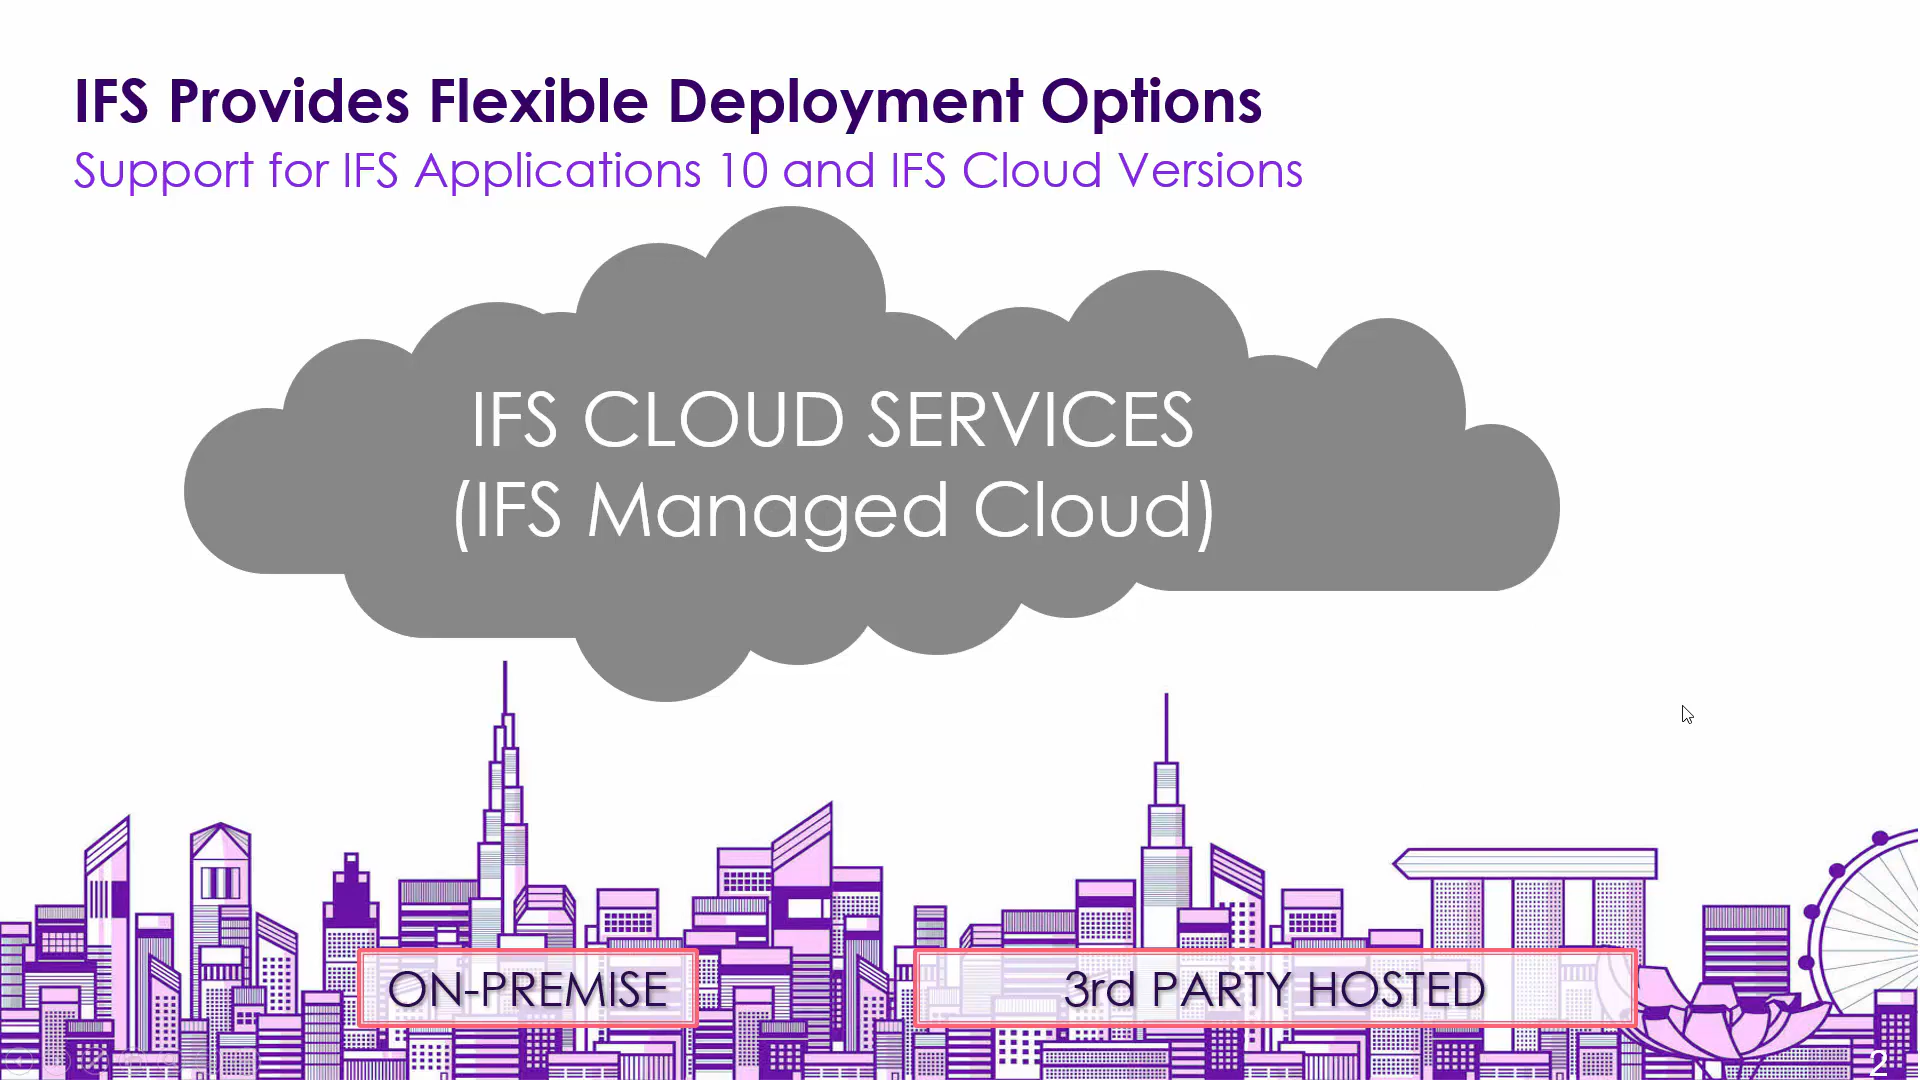 IFS Provides Flexible Deployment Options
Support for IFS Applications 10 and IFS Cloud Versions
IFS CLOUD SERVICES
(IFS Managed Cloud)
ON-PREMISE
3rd PARTY HOSTED
2